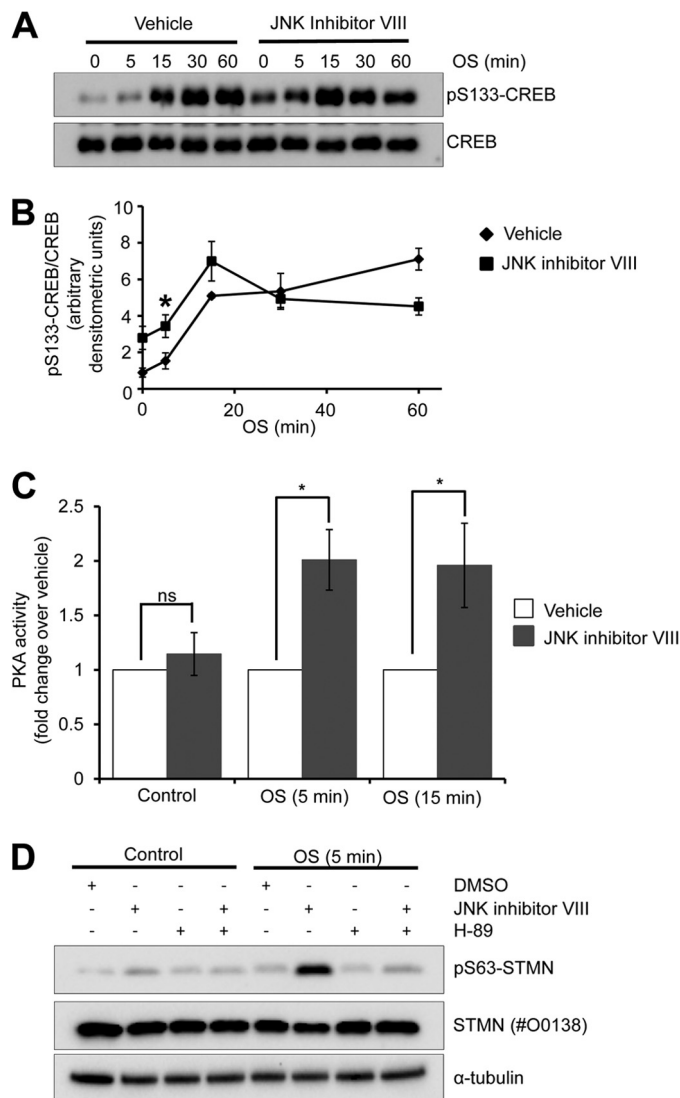 A
Vehicle JNK Inhibitor VIII
0 5 15 30 60 0 5 15 30 60 OS (min)
pS133-CREB
CREB
B
pS133-CREB/CREB
(arbitrary
densitometric units)
10
8
6
4
2
0
*
0 20 40 60
OS (min)
Vehicle
JNK inhibitor VIII
C
PKA activity
(fold change over vehicle)
2.5
2
1.5
1
0.5
0
ns
*
*
Control OS (5 min) OS (15 min)
Vehicle
JNK inhibitor VIII
D
Control OS (5 min)
+ - - - + - - - DMSO
- + - + - + - + JNK inhibitor VIII
- - + + - - + + H-89
pS63-STMN
STMN (#O0138)
α-tubulin